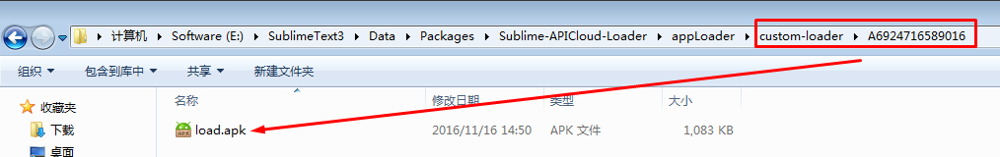 计算机 Software (E:) SublimeText3 Data Packages Sublime-APICloud-Loader appLoader custom-loader A6924716589016
组织 包含到库中 共享 新建文件夹
收藏夹
下载
桌面
名称 修改日期 类型 大小
load.apk 2016/11/16 14:50 APK 文件 1,083 KB